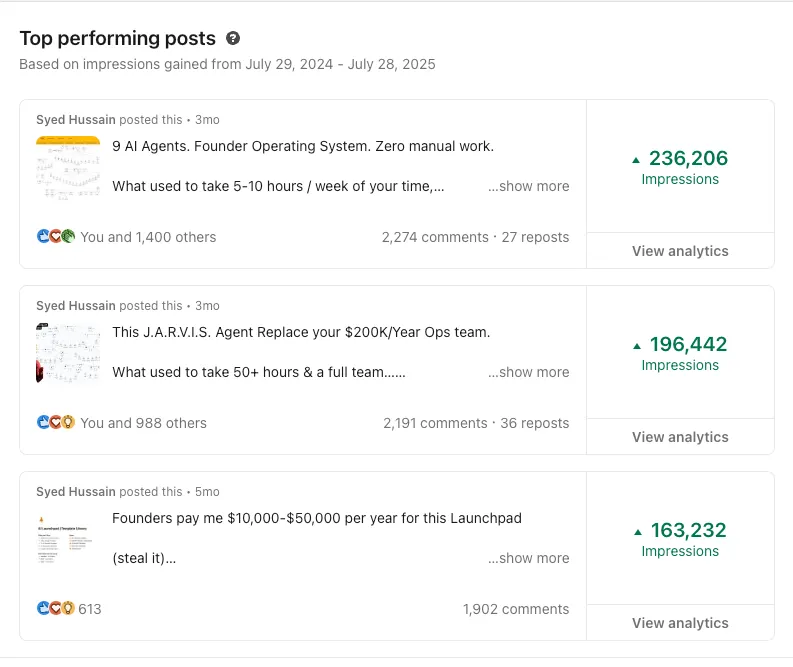 Top performing posts ?
Based on impressions gained from July 29, 2024 - July 28, 2025
Syed Hussain posted this • 3mo
9 AI Agents. Founder Operating System. Zero manual work.
What used to take 5-10 hours / week of your time,... ...show more
You and 1,400 others 2,274 comments · 27 reposts
236,206
Impressions
View analytics
Syed Hussain posted this • 3mo
This J.A.R.V.I.S. Agent Replace your $200K/Year Ops team.
What used to take 50+ hours & a full team...... ...show more
You and 988 others 2,191 comments · 36 reposts
196,442
Impressions
View analytics
Syed Hussain posted this • 5mo
Founders pay me $10,000-$50,000 per year for this Launchpad
(steal it)... ...show more
613 1,902 comments
163,232
Impressions
View analytics